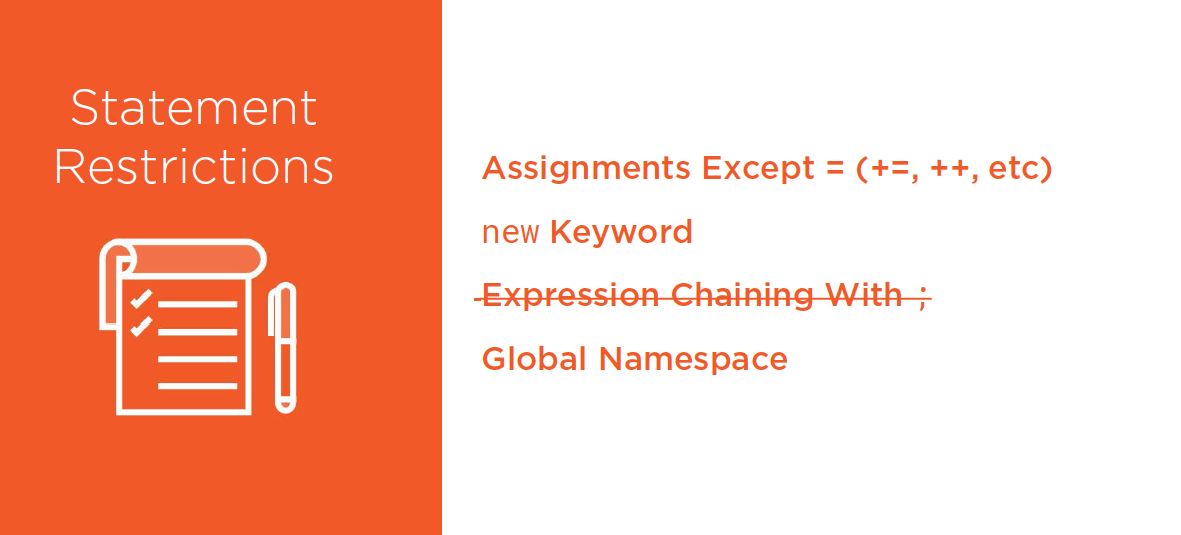 Statement
Restrictions
Assignments Except = (+=, ++, etc)
new Keyword
Expression Chaining With ;
Global Namespace